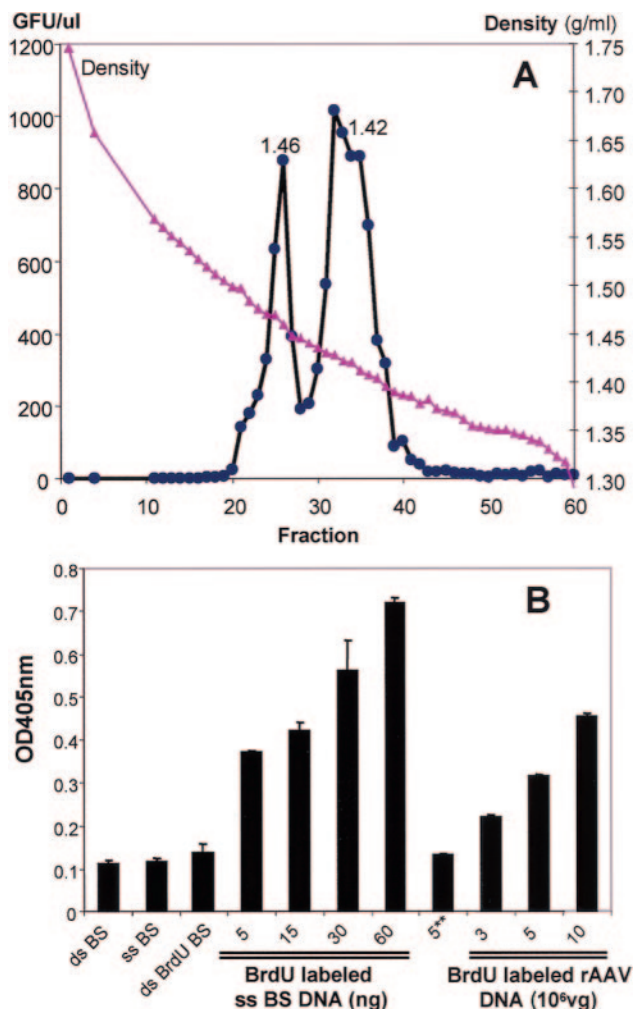 GFU/ul
Density (g/ml)
1200
1000
800
600
400
200
0
Density
A
1.46
1.42
1.75
1.70
1.65
1.60
1.55
1.50
1.45
1.40
1.35
1.30
0 10 20 30 40 50 60
Fraction
B
OD405nm
0.8
0.7
0.6
0.5
0.4
0.3
0.2
0.1
0
ds BS
ss BS
ds BrdU BS
5 15 30 60 5** 3 5 10
BrdU labeled
ss BS DNA (ng)
BrdU labeled rAAV
DNA (10⁶vg)